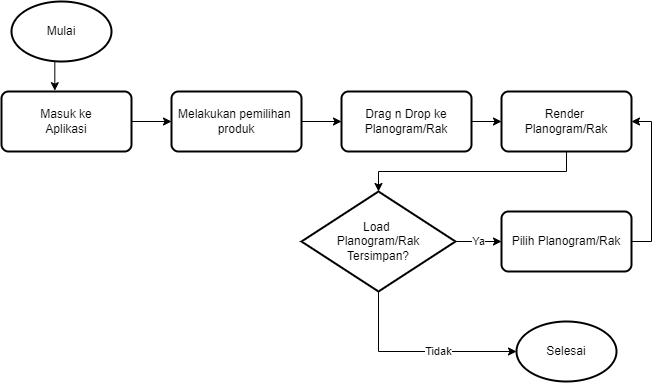 Mulai
Masuk ke
Aplikasi
Melakukan pemilihan
produk
Drag n Drop ke
Planogram/Rak
Render
Planogram/Rak
Load
Planogram/Rak
Tersimpan?
Ya
Pilih Planogram/Rak
Tidak
Selesai